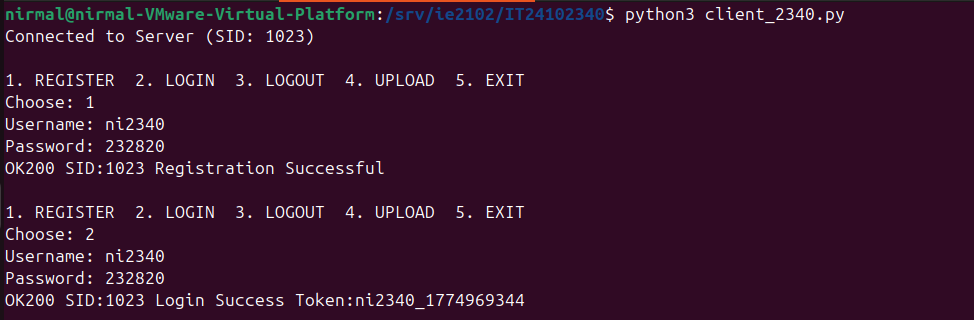 nirmal@nirmal-VMware-Virtual-Platform:/srv/ie2102/IT24102340$ python3 client_2340.py
Connected to Server (SID: 1023)
1. REGISTER  2. LOGIN  3. LOGOUT  4. UPLOAD  5. EXIT
Choose: 1
Username: ni2340
Password: 232820
OK200 SID:1023 Registration Successful
1. REGISTER  2. LOGIN  3. LOGOUT  4. UPLOAD  5. EXIT
Choose: 2
Username: ni2340
Password: 232820
OK200 SID:1023 Login Success Token:ni2340_1774969344